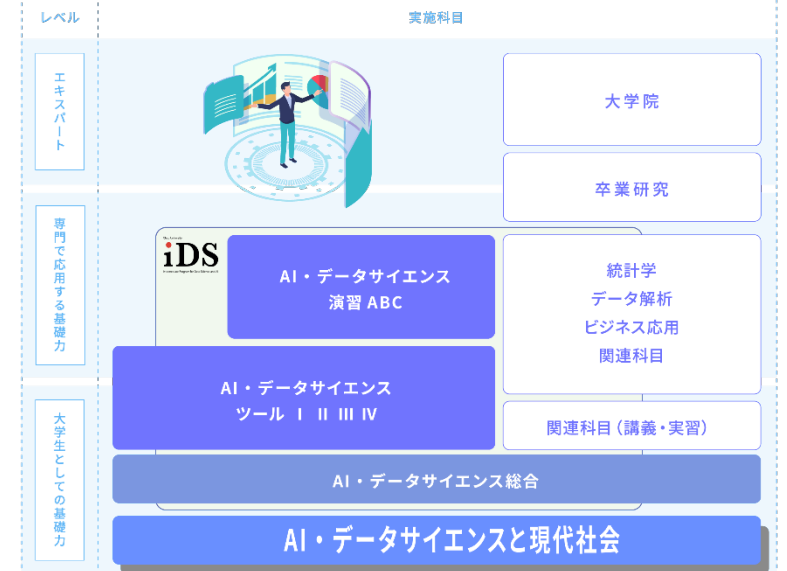 レベル
実施科目
エキスパート
大学院
卒業研究
専門で応用する基礎力
iDS
AI・データサイエンス
演習 ABC
統計学
データ解析
ビジネス応用
関連科目
AI・データサイエンス
ツール Ⅰ Ⅱ Ⅲ Ⅳ
関連科目（講義・実習）
大学生としての基礎力
AI・データサイエンス総合
AI・データサイエンスと現代社会